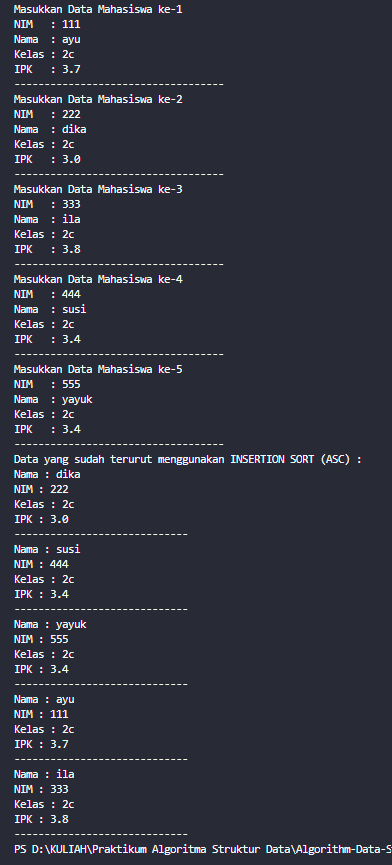 Masukkan Data Mahasiswa ke-1
NIM : 111
Nama : ayu
Kelas : 2c
IPK : 3.7
-----------------------------------
Masukkan Data Mahasiswa ke-2
NIM : 222
Nama : dika
Kelas : 2c
IPK : 3.0
-----------------------------------
Masukkan Data Mahasiswa ke-3
NIM : 333
Nama : ila
Kelas : 2c
IPK : 3.8
-----------------------------------
Masukkan Data Mahasiswa ke-4
NIM : 444
Nama : susi
Kelas : 2c
IPK : 3.4
-----------------------------------
Masukkan Data Mahasiswa ke-5
NIM : 555
Nama : yayuk
Kelas : 2c
IPK : 3.4
-----------------------------------
Data yang sudah terurut menggunakan INSERTION SORT (ASC) :
Nama : dika
NIM : 222
Kelas : 2c
IPK : 3.0
-----------------------------
Nama : susi
NIM : 444
Kelas : 2c
IPK : 3.4
-----------------------------
Nama : yayuk
NIM : 555
Kelas : 2c
IPK : 3.4
-----------------------------
Nama : ayu
NIM : 111
Kelas : 2c
IPK : 3.7
-----------------------------
Nama : ila
NIM : 333
Kelas : 2c
IPK : 3.8
-----------------------------
PS D:\KULIAH\Praktikum Algoritma Struktur Data\Algorithm-Data-S